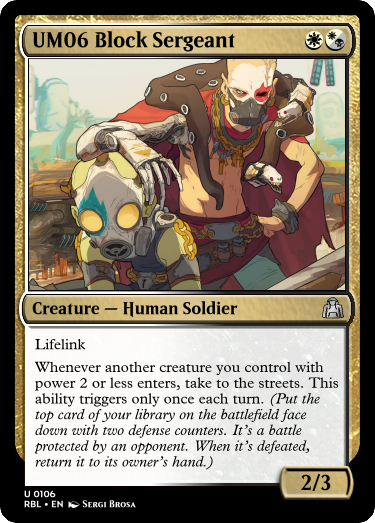 UM06 Block Sergeant
Creature — Human Soldier
Lifelink
Whenever another creature you control with
power 2 or less enters, take to the streets. This
ability triggers only once each turn. (Put the
top card of your library on the battlefield face
down with two defense counters. It's a battle
protected by an opponent. When it's defeated,
return it to its owner's hand.)
2/3
U 0106
RBL • EN Sergi Brosa